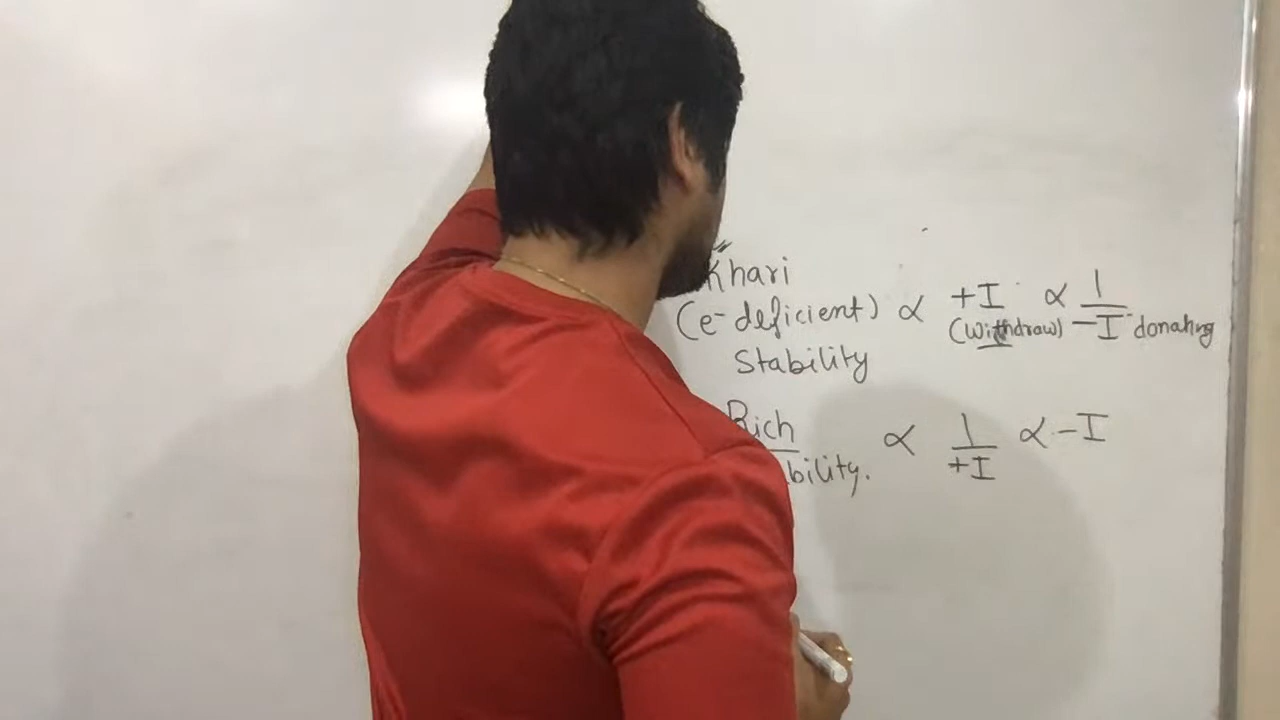 Khari
(e- deficient) ∝ +I ∝ 1/-I donating
(Withdraw)
Stability
Rich ∝ 1/+I ∝ -I
bility.